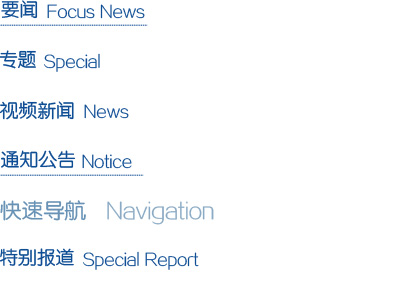 要闻 Focus News
专题 Special
视频新闻 News
通知公告 Notice
快速导航 Navigation
特别报道 Special Report